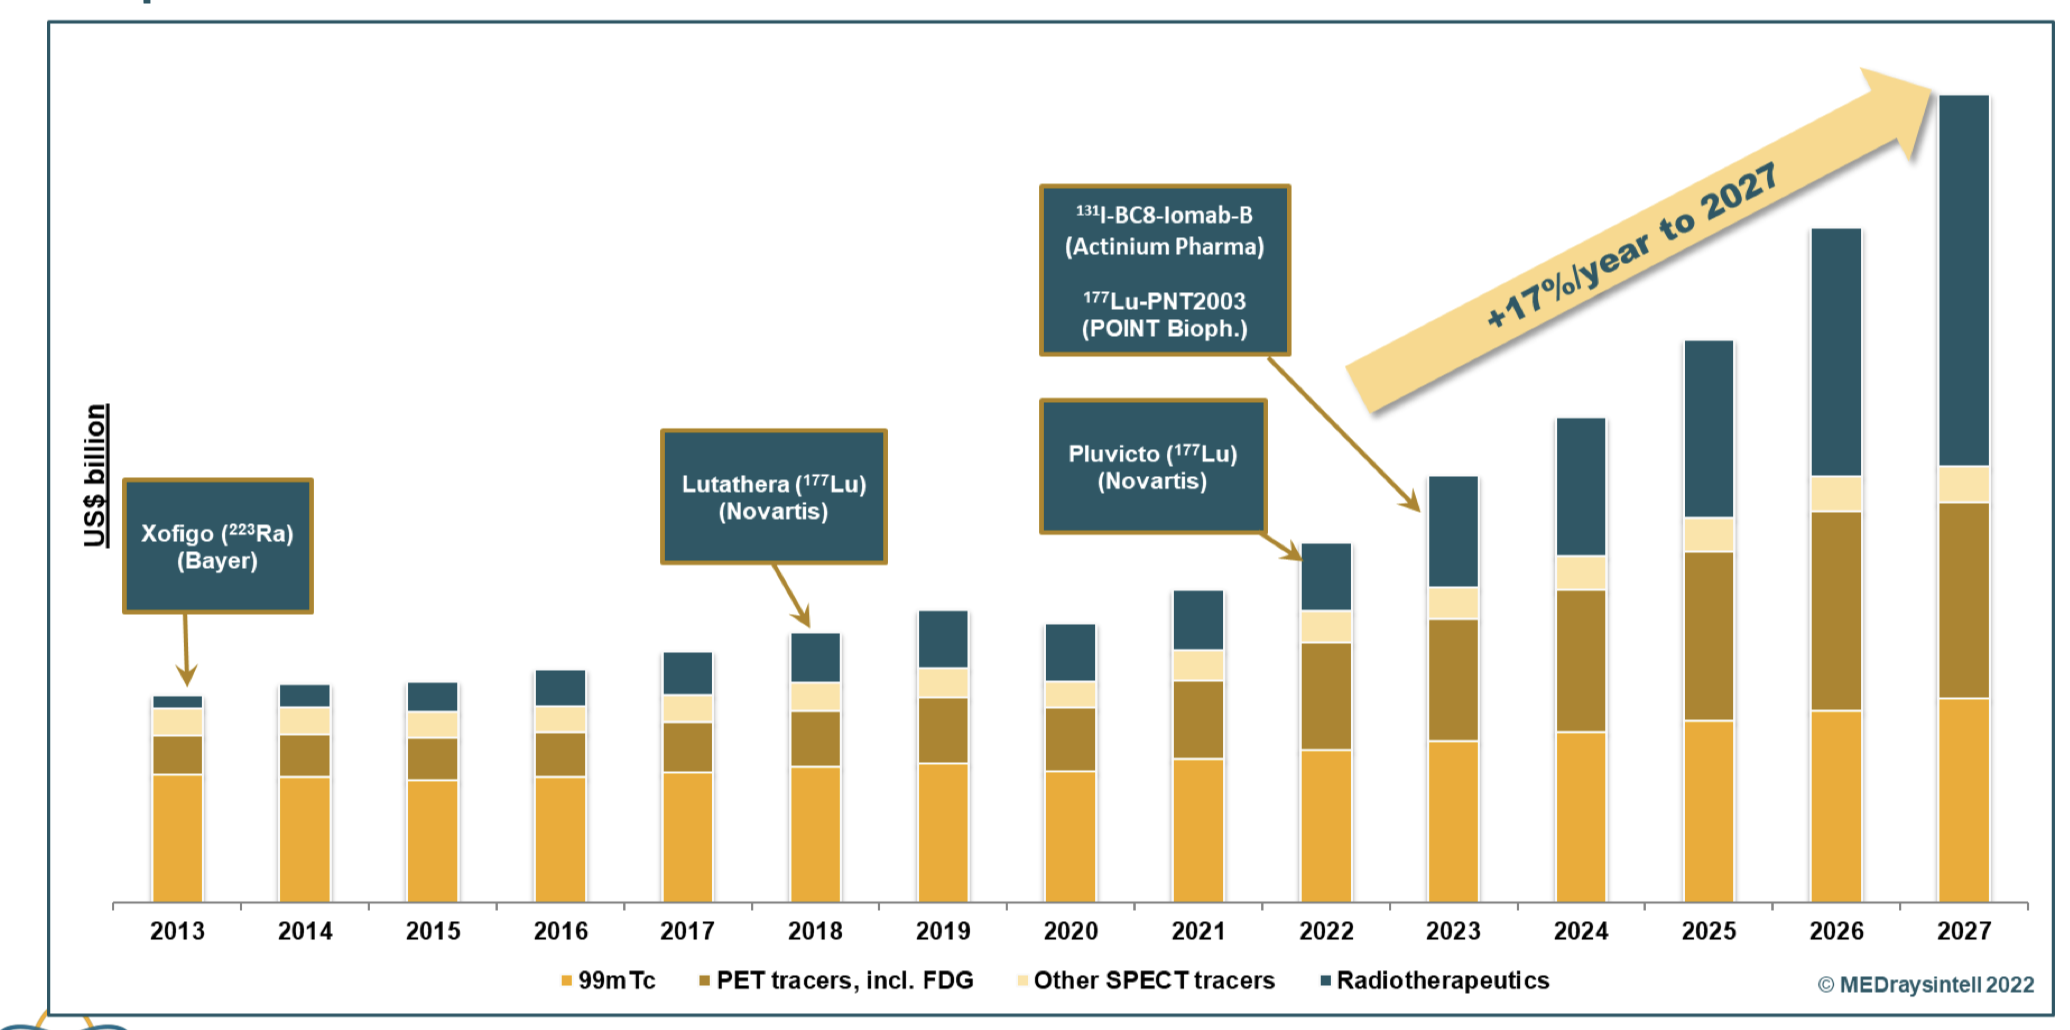 US$ billion
Xofigo (²²³Ra)
(Bayer)
Lutathera (¹⁷⁷Lu)
(Novartis)
¹³¹I-BC8-Iomab-B
(Actinium Pharma)
¹⁷⁷Lu-PNT2003
(POINT Bioph.)
Pluvicto (¹⁷⁷Lu)
(Novartis)
+17%/year to 2027
2013 2014 2015 2016 2017 2018 2019 2020 2021 2022 2023 2024 2025 2026 2027
99mTc PET tracers, incl. FDG Other SPECT tracers Radiotherapeutics
© MEDraysintell 2022